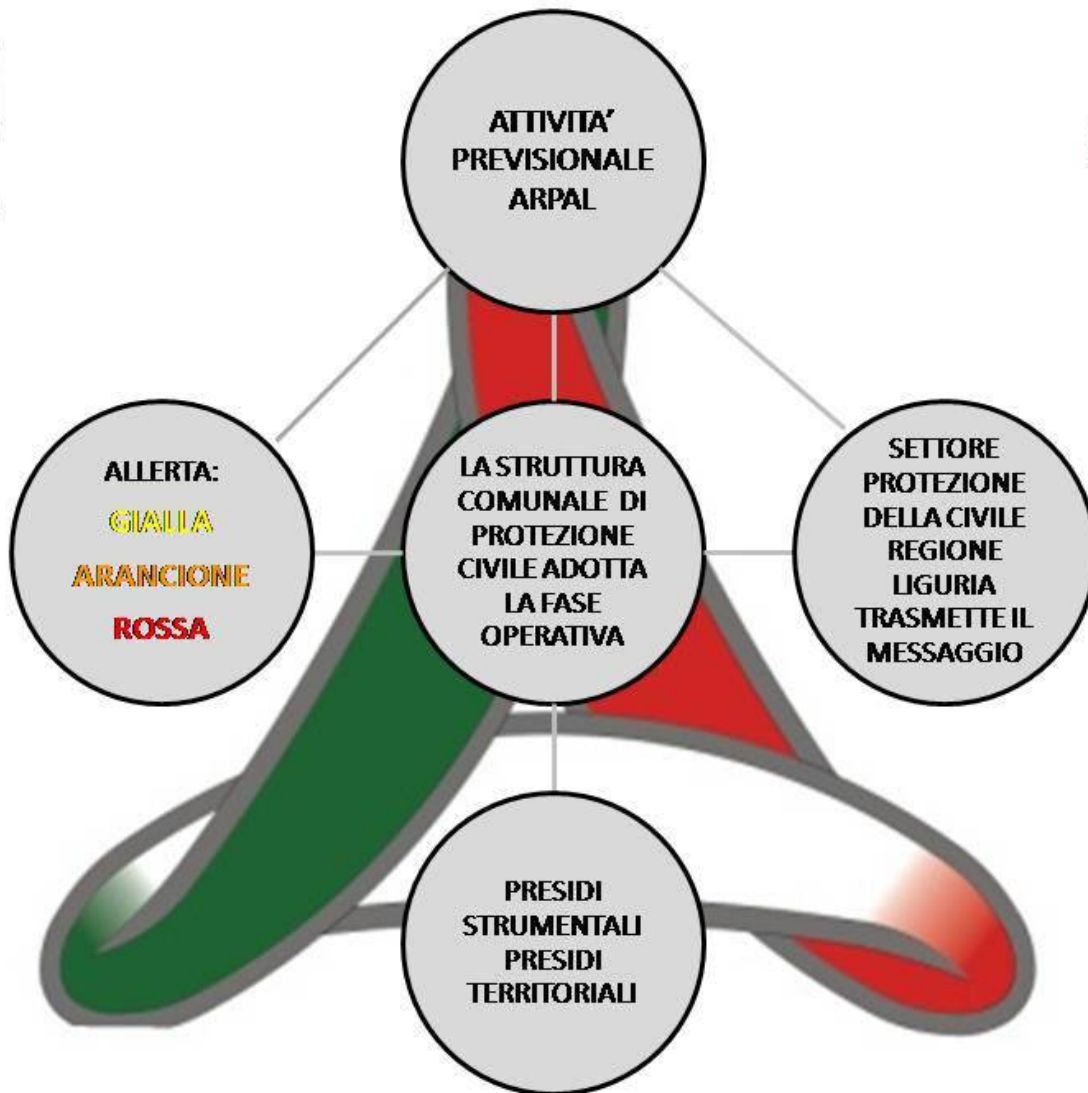 ATTIVITA’
PREVISIONALE
ARPAL
ALLERTA:
GIALLA
ARANCIONE
ROSSA
LA STRUTTURA
COMUNALE DI
PROTEZIONE
CIVILE ADOTTA
LA FASE
OPERATIVA
SETTORE
PROTEZIONE
DELLA CIVILE
REGIONE
LIGURIA
TRASMETTE IL
MESSAGGIO
PRESIDI
STRUMENTALI
PRESIDI
TERRITORIALI